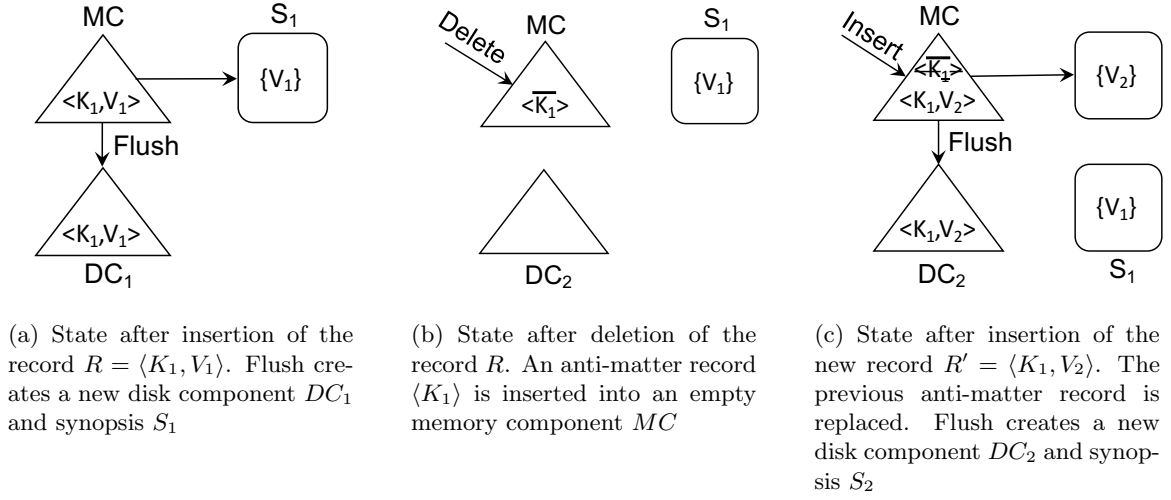 MC
S₁
<K₁,V₁>
{V₁}
Flush
<K₁,V₁>
DC₁
(a) State after insertion of the
record R = ⟨K₁, V₁⟩. Flush cre-
ates a new disk component DC₁
and synopsis S₁
Delete
MC
S₁
<K̅₁>
{V₁}
DC₂
(b) State after deletion of the
record R. An anti-matter record
⟨K₁⟩ is inserted into an empty
memory component MC
Insert
MC
<K̅₁>
<K₁,V₂>
{V₂}
Flush
<K₁,V₂>
{V₁}
DC₂
S₁
(c) State after insertion of the
new record R′ = ⟨K₁, V₂⟩. The
previous anti-matter record is
replaced. Flush creates a new
disk component DC₂ and synop-
sis S₂